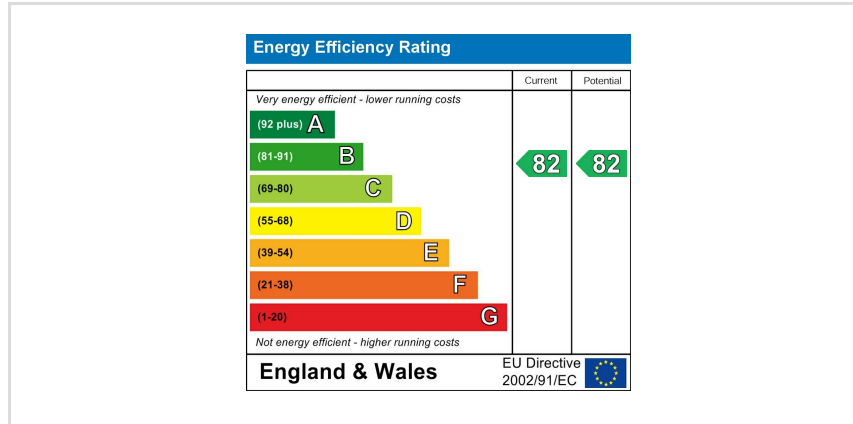 Energy Efficiency Rating
Current Potential
Very energy efficient - lower running costs
(92 plus) A
(81-91) B
82 82
(69-80) C
(55-68) D
(39-54) E
(21-38) F
(1-20) G
Not energy efficient - higher running costs
England & Wales
EU Directive
2002/91/EC